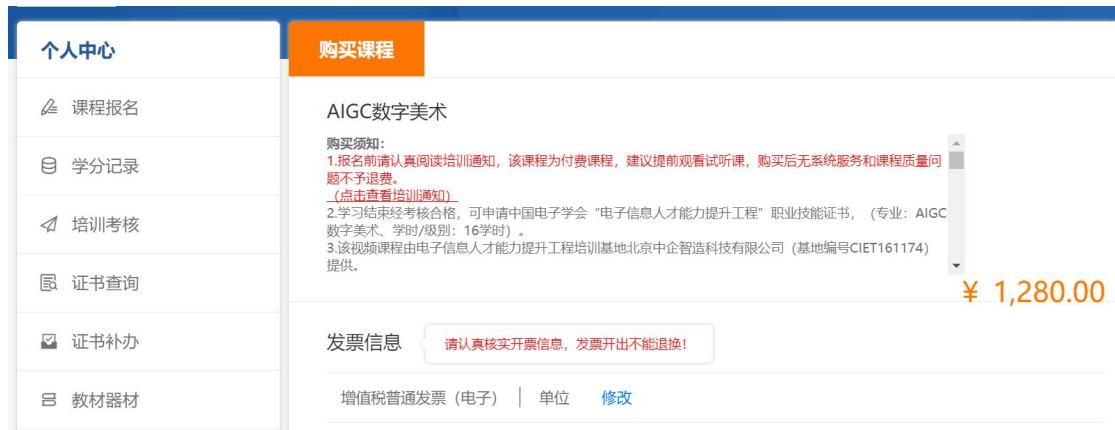 个人中心
课程报名
学分记录
培训考核
证书查询
证书补办
教材器材
购买课程
AIGC数字美术
购买须知：
1.报名前请认真阅读培训通知，该课程为付费课程，建议提前观看试听课，购买后无系统服务和课程质量问
题不予退费。
（点击查看培训通知）
2.学习结束经考核合格，可申请中国电子学会“电子信息人才能力提升工程”职业技能证书，（专业：AIGC
数字美术、学时/级别：16学时）。
3.该视频课程由电子信息人才能力提升工程培训基地北京中企智造科技有限公司（基地编号CIET161174）
提供。
¥ 1,280.00
发票信息
请认真核实开票信息，发票开出不能退换！
增值税普通发票（电子）｜ 单位 修改